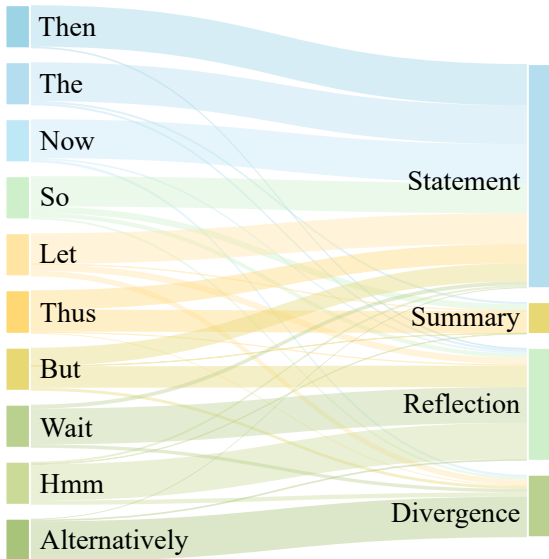 Then
The
Now
So
Let
Thus
But
Wait
Hmm
Alternatively
Statement
Summary
Reflection
Divergence